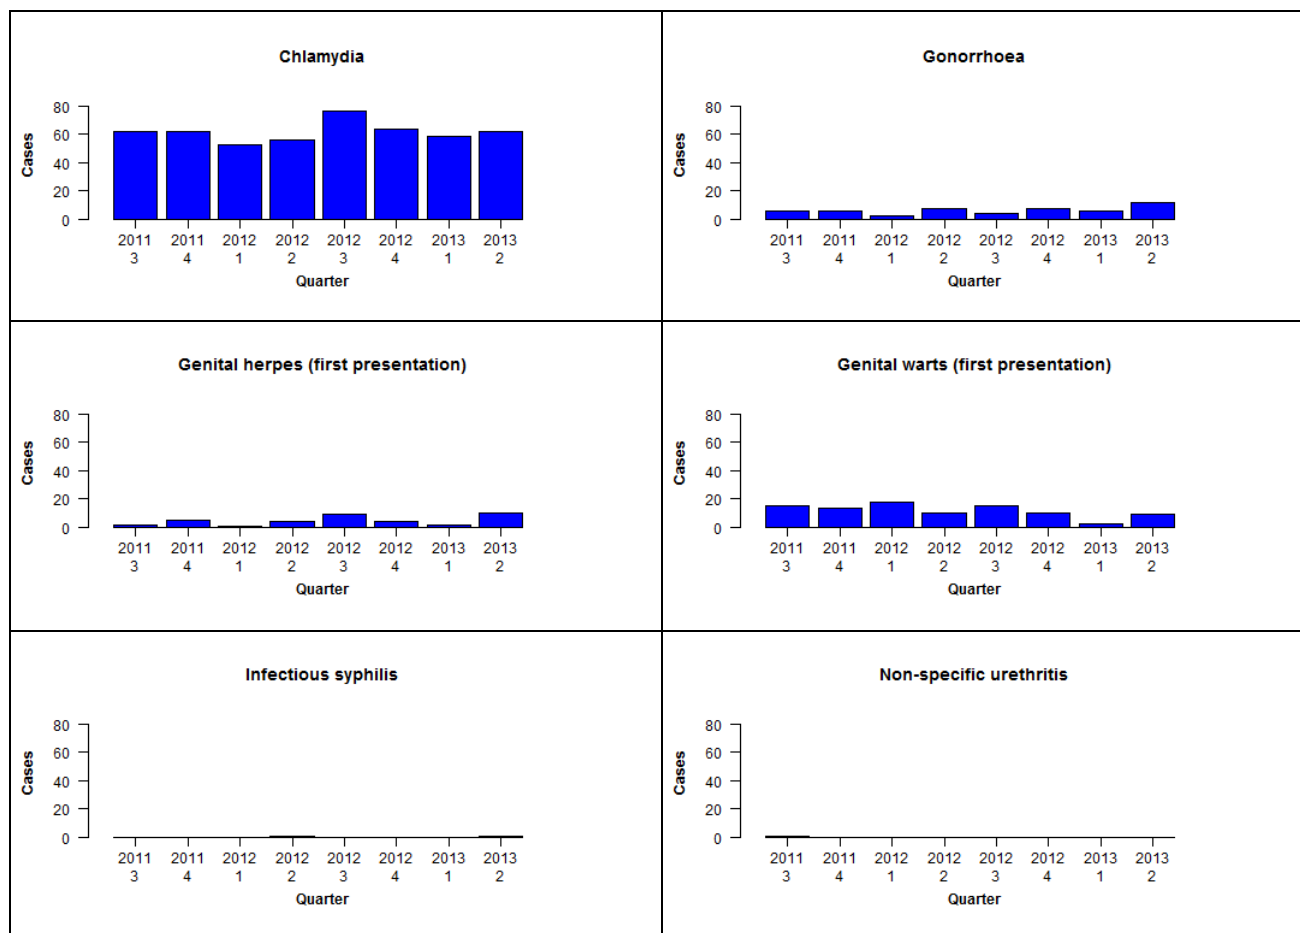 Chlamydia
Cases
80
60
40
20
0
2011 2011 2012 2012 2012 2012 2013 2013
3 4 1 2 3 4 1 2
Quarter
Gonorrhoea
Cases
80
60
40
20
0
2011 2011 2012 2012 2012 2012 2013 2013
3 4 1 2 3 4 1 2
Quarter
Genital herpes (first presentation)
Cases
80
60
40
20
0
2011 2011 2012 2012 2012 2012 2013 2013
3 4 1 2 3 4 1 2
Quarter
Genital warts (first presentation)
Cases
80
60
40
20
0
2011 2011 2012 2012 2012 2012 2013 2013
3 4 1 2 3 4 1 2
Quarter
Infectious syphilis
Cases
80
60
40
20
0
2011 2011 2012 2012 2012 2012 2013 2013
3 4 1 2 3 4 1 2
Quarter
Non-specific urethritis
Cases
80
60
40
20
0
2011 2011 2012 2012 2012 2012 2013 2013
3 4 1 2 3 4 1 2
Quarter